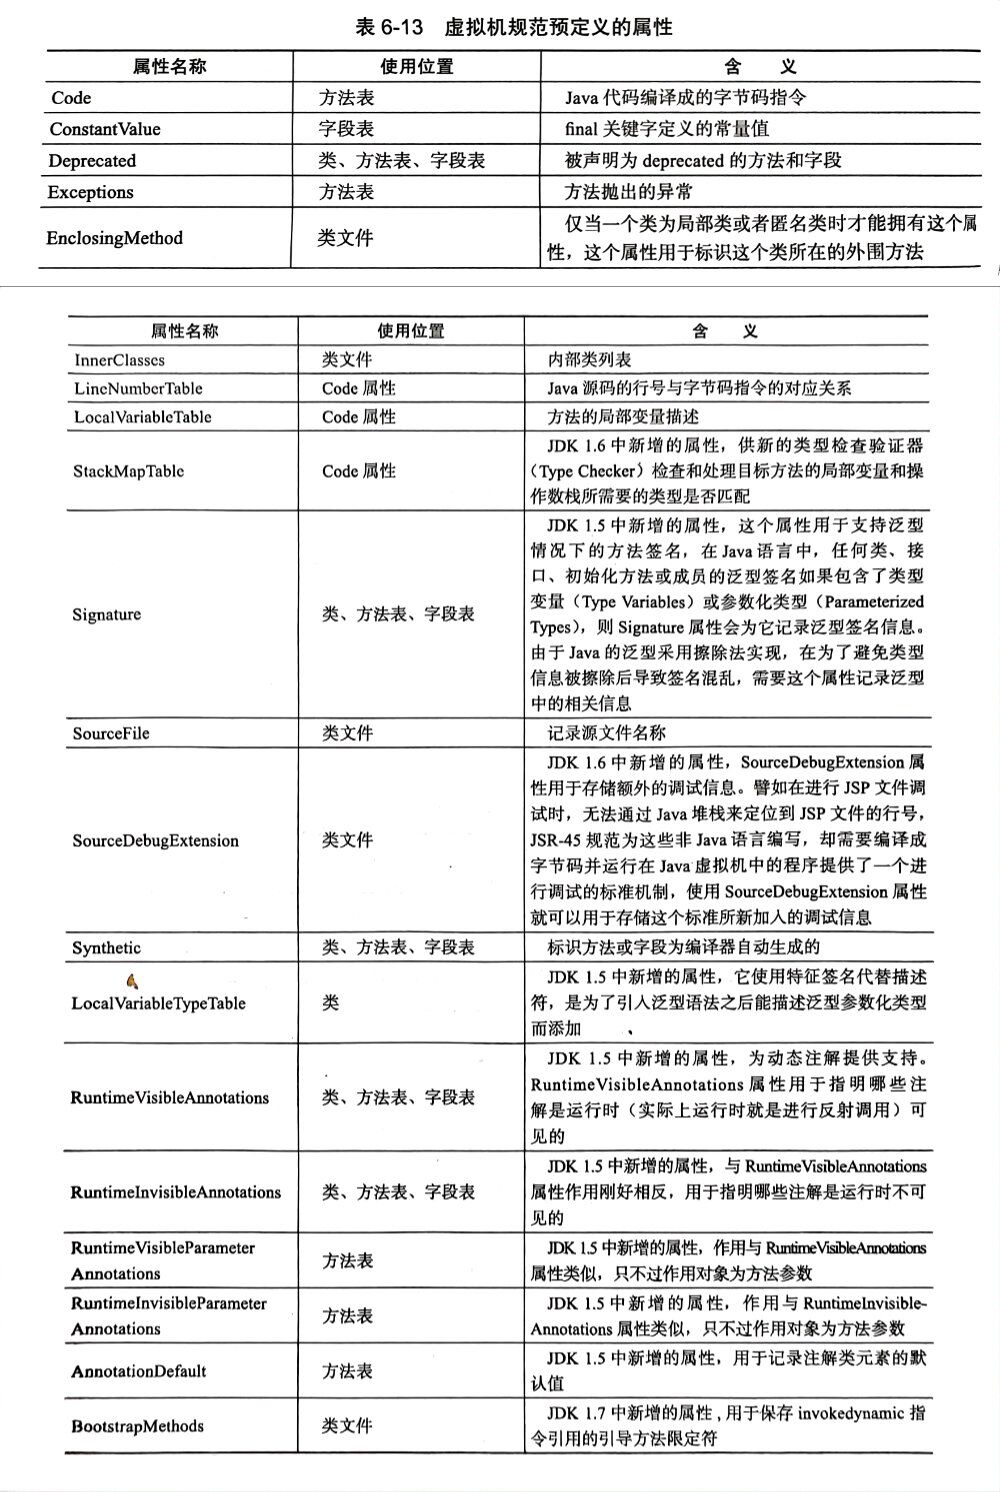 表 6-13 虚拟机规范预定义的属性
属性名称 使用位置 含 义
Code 方法表 Java 代码编译成的字节码指令
ConstantValue 字段表 final 关键字定义的常量值
Deprecated 类、方法表、字段表 被声明为 deprecated 的方法和字段
Exceptions 方法表 方法抛出的异常
EnclosingMethod 类文件 仅当一个类为局部类或者匿名类时才能拥有这个属
性，这个属性用于标识这个类所在的外围方法
属性名称 使用位置 含 义
InnerClasses 类文件 内部类列表
LineNumberTable Code 属性 Java 源码的行号与字节码指令的对应关系
LocalVariableTable Code 属性 方法的局部变量描述
StackMapTable Code 属性 JDK 1.6 中新增的属性，供新的类型检查验证器
（Type Checker）检查和处理目标方法的局部变量和操
作数栈所需要的类型是否匹配
Signature 类、方法表、字段表 JDK 1.5 中新增的属性，这个属性用于支持泛型
情况下的方法签名，在 Java 语言中，任何类、接
口、初始化方法或成员的泛型签名如果包含了类型
变量（Type Variables）或参数化类型（Parameterized
Types），则 Signature 属性会为它记录泛型签名信息。
由于 Java 的泛型采用擦除法实现，在为了避免类型
信息被擦除后导致签名混乱，需要这个属性记录泛型
中的相关信息
SourceFile 类文件 记录源文件名称
SourceDebugExtension 类文件 JDK 1.6 中新增的属性，SourceDebugExtension 属
性用于存储额外的调试信息。譬如在进行 JSP 文件调
试时，无法通过 Java 堆栈来定位到 JSP 文件的行号，
JSR-45 规范为这些非 Java 语言编写，却需要编译成
字节码并运行在 Java 虚拟机中的程序提供了一个进
行调试的标准机制，使用 SourceDebugExtension 属性
就可以用于存储这个标准所新加入的调试信息
Synthetic 类、方法表、字段表 标识方法或字段为编译器自动生成的
LocalVariableTypeTable 类 JDK 1.5 中新增的属性，它使用特征签名代替描述
符，是为了引入泛型语法之后能描述泛型参数化类型
而添加
RuntimeVisibleAnnotations 类、方法表、字段表 JDK 1.5 中新增的属性，为动态注解提供支持。
RuntimeVisibleAnnotations 属性用于指明哪些注
解是运行时（实际上运行时就是进行反射调用）可
见的
RuntimeInvisibleAnnotations 类、方法表、字段表 JDK 1.5 中新增的属性，与 RuntimeVisibleAnnotations
属性作用刚好相反，用于指明哪些注解是运行时不可
见的
RuntimeVisibleParameter
Annotations 方法表 JDK 1.5 中新增的属性，作用与 RuntimeVisibleAnnotations
属性类似，只不过作用对象为方法参数
RuntimeInvisibleParameter
Annotations 方法表 JDK 1.5 中新增的属性，作用与 RuntimeInvisible-
Annotations 属性类似，只不过作用对象为方法参数
AnnotationDefault 方法表 JDK 1.5 中新增的属性，用于记录注解类元素的默
认值
BootstrapMethods 类文件 JDK 1.7 中新增的属性，用于保存 invokedynamic 指
令引用的引导方法限定符